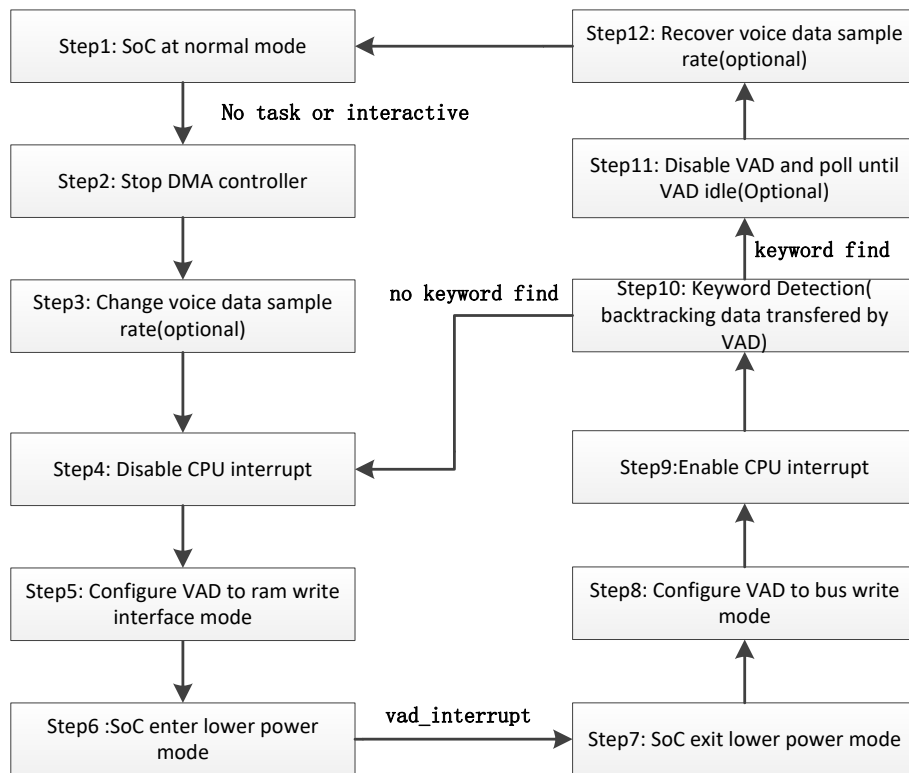 Step1: SoC at normal mode
No task or interactive
Step2: Stop DMA controller
Step3: Change voice data sample
rate(optional)
Step4: Disable CPU interrupt
Step5: Configure VAD to ram write
interface mode
Step6 :SoC enter lower power
mode
vad_interrupt
Step7: SoC exit lower power mode
Step8: Configure VAD to bus write
mode
Step9:Enable CPU interrupt
Step10: Keyword Detection(
backtracking data transfered by
VAD)
no keyword find
keyword find
Step11: Disable VAD and poll until
VAD idle(Optional)
Step12: Recover voice data sample
rate(optional)